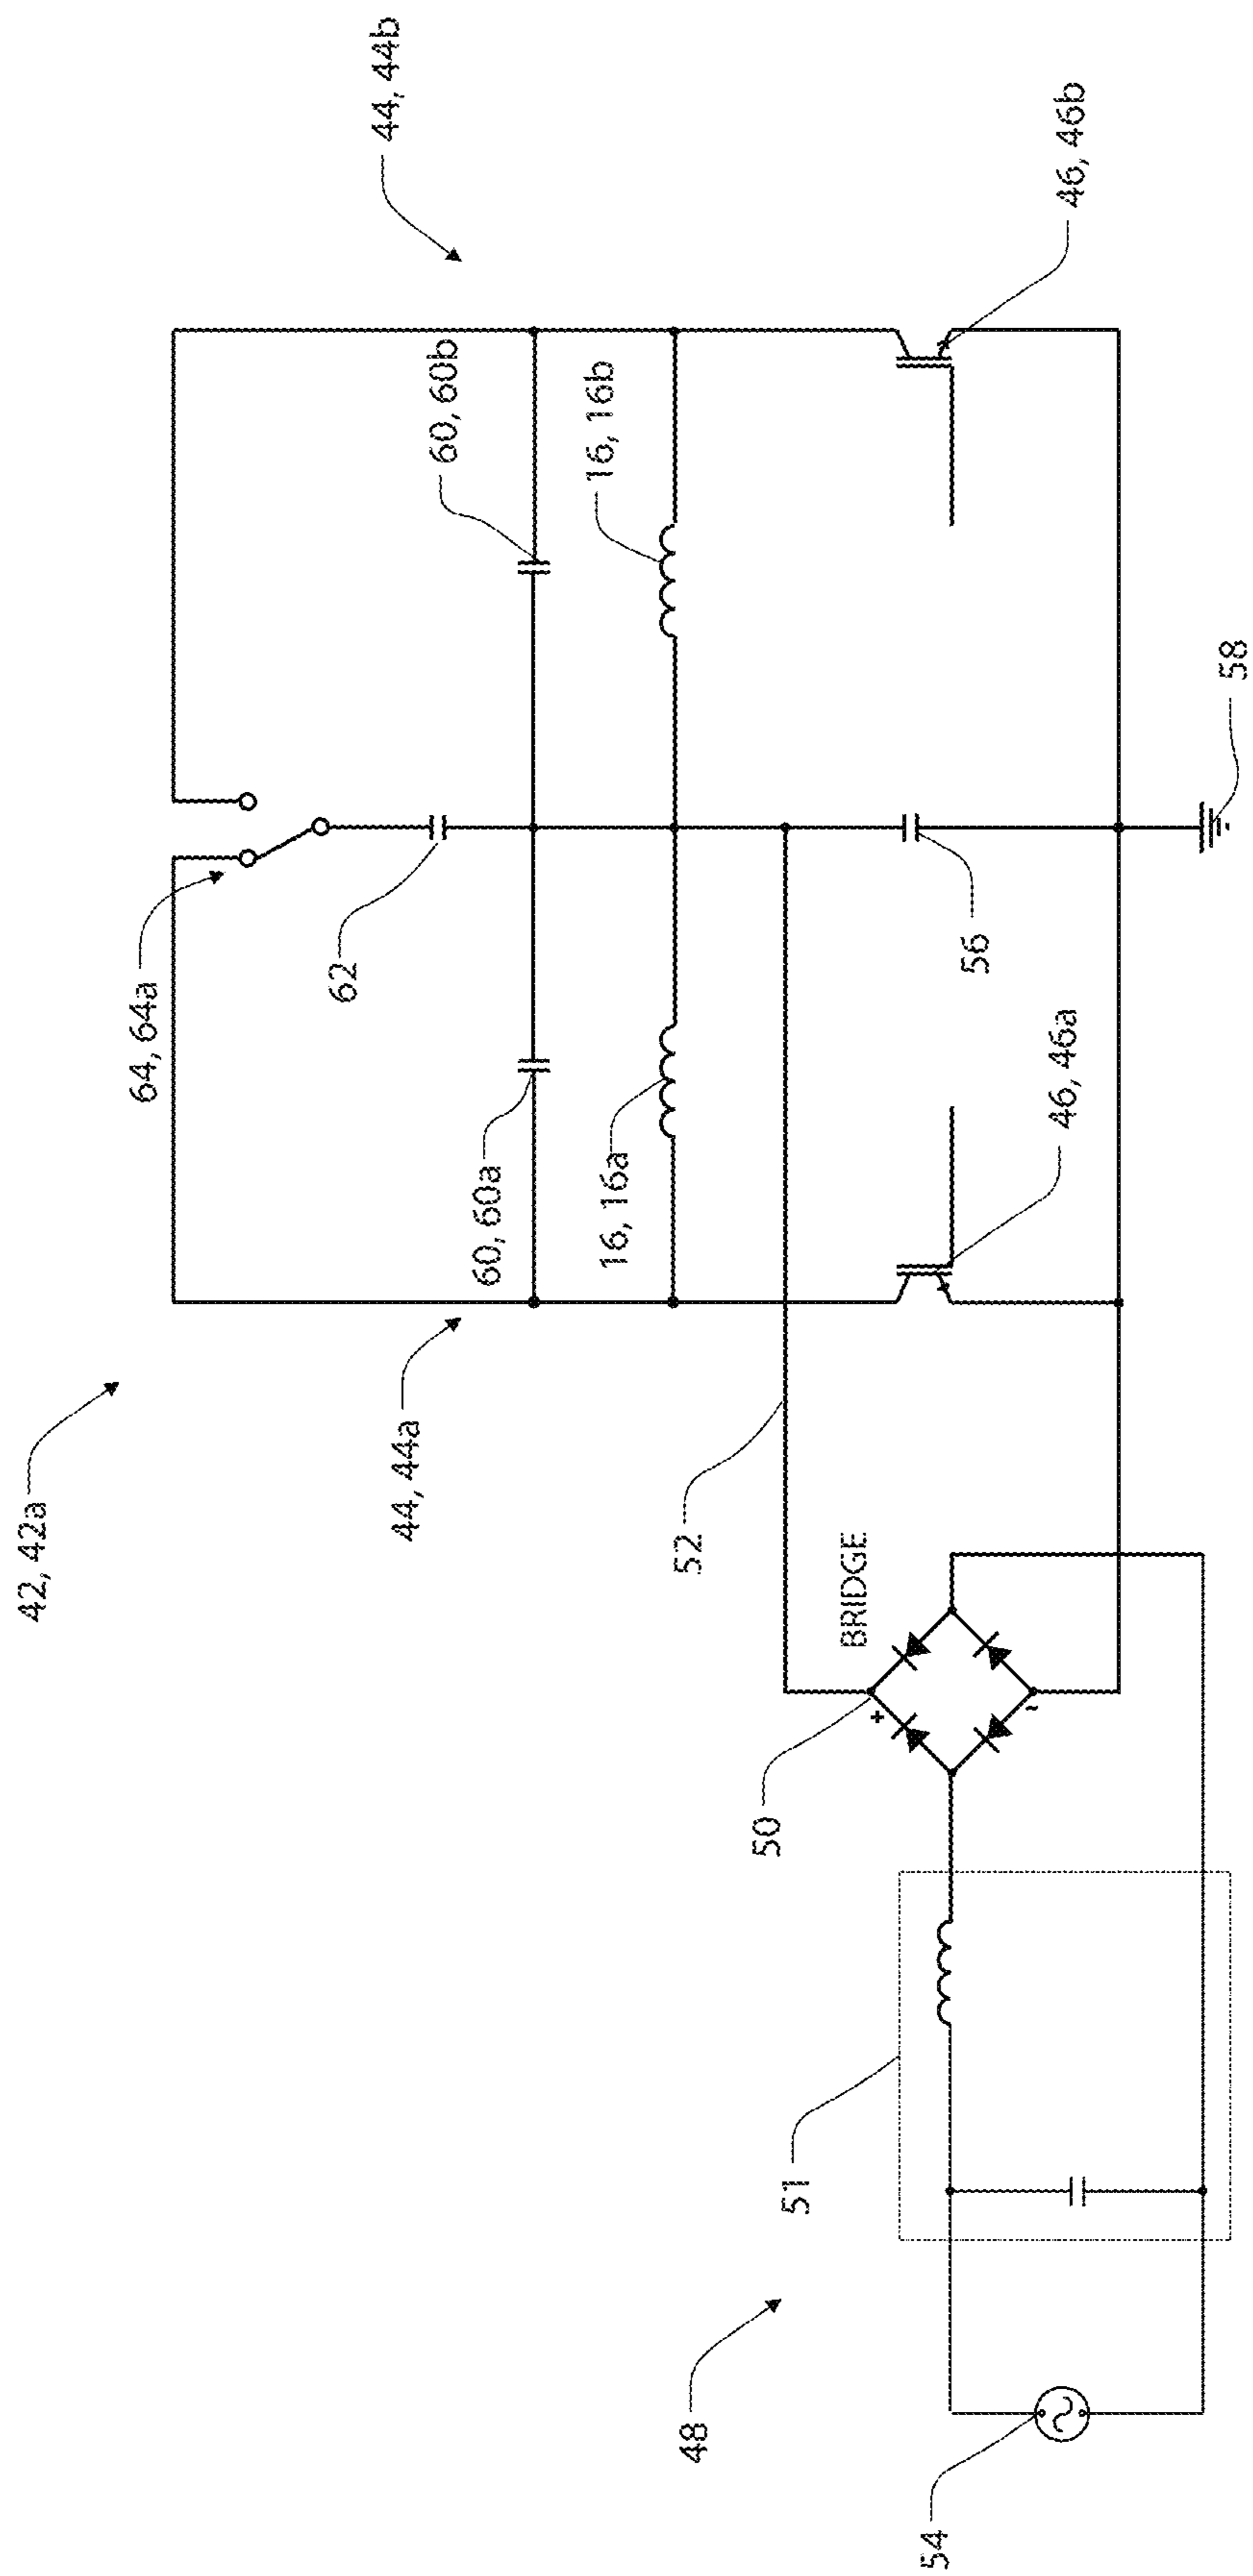 42, 42a
44, 44b
64, 64a
62
60, 60b
60, 60a
44, 44a
16, 16b
16, 16a
52
46, 46b
46, 46a
56
58
BRIDGE
+
-
50
51
48
54